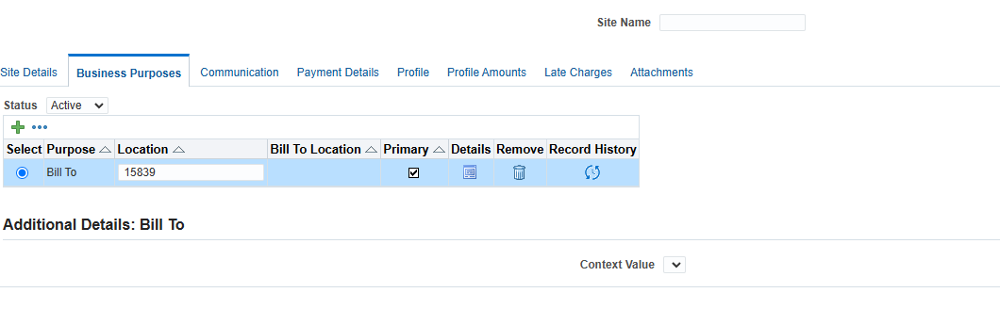 Site Name
Site Details Business Purposes Communication Payment Details Profile Profile Amounts Late Charges Attachments
Status Active
Select Purpose Location Bill To Location Primary Details Remove Record History
Bill To 15839
Additional Details: Bill To
Context Value